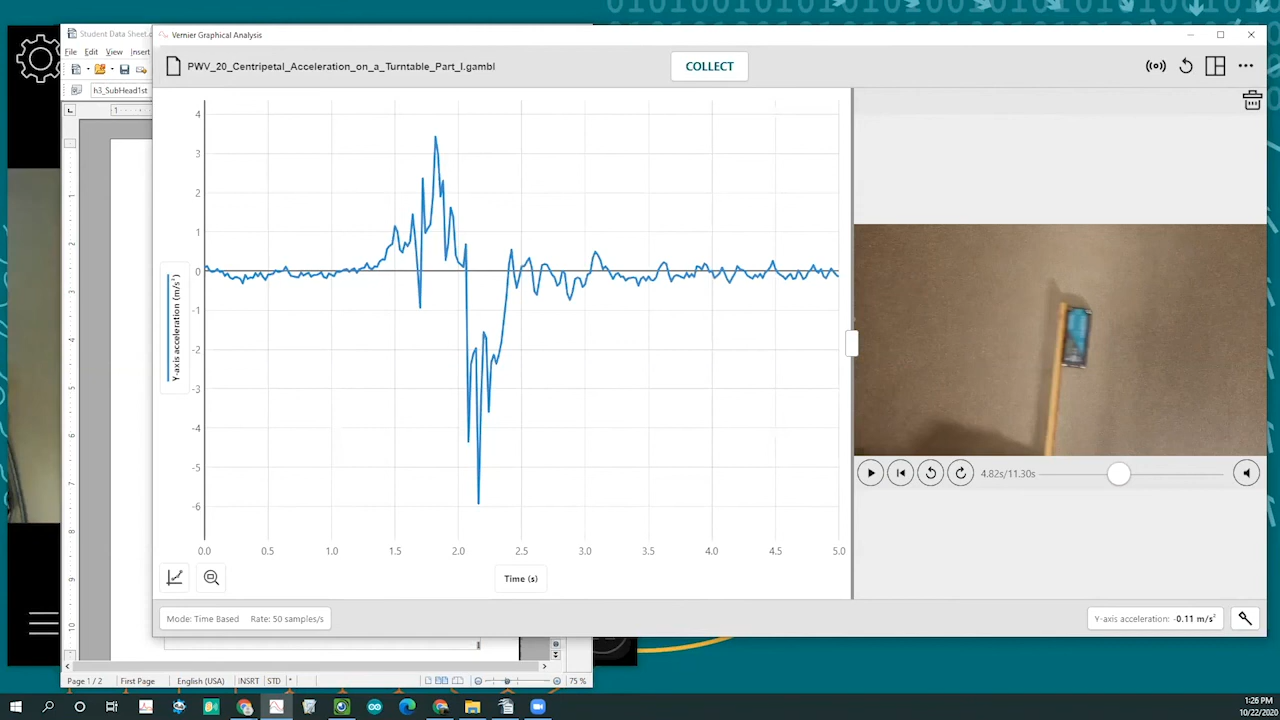 Student Data Sheet.o
Vernier Graphical Analysis
File Edit View Insert
PWV_20_Centripetal_Acceleration_on_a_Turntable_Part_I.gambl
COLLECT
h3_SubHead1st
4
3
2
1
0
-1
-2
-3
-4
-5
-6
Y-axis acceleration (m/s²)
0.0 0.5 1.0 1.5 2.0 2.5 3.0 3.5 4.0 4.5 5.0
Time (s)
4.82s/11.30s
Mode: Time Based Rate: 50 samples/s
Y-axis acceleration: -0.11 m/s²
Page 1 / 2 First Page English (USA) INSRT STD * 75 %
1:26 PM
10/22/2020